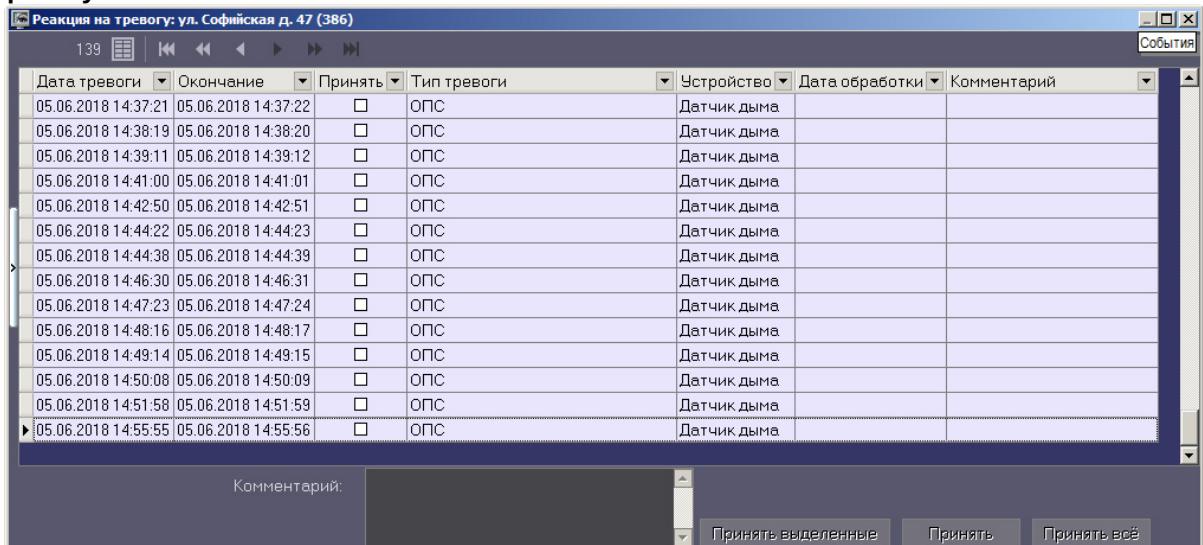 Реакция на тревогу: ул. Софийская д. 47 (386)
События
139
Дата тревоги Окончание Принять Тип тревоги Устройство Дата обработки Комментарий
05.06.2018 14:37:21 05.06.2018 14:37:22 ОПС Датчик дыма
05.06.2018 14:38:19 05.06.2018 14:38:20 ОПС Датчик дыма
05.06.2018 14:39:11 05.06.2018 14:39:12 ОПС Датчик дыма
05.06.2018 14:41:00 05.06.2018 14:41:01 ОПС Датчик дыма
05.06.2018 14:42:50 05.06.2018 14:42:51 ОПС Датчик дыма
05.06.2018 14:44:22 05.06.2018 14:44:23 ОПС Датчик дыма
05.06.2018 14:44:38 05.06.2018 14:44:39 ОПС Датчик дыма
05.06.2018 14:46:30 05.06.2018 14:46:31 ОПС Датчик дыма
05.06.2018 14:47:23 05.06.2018 14:47:24 ОПС Датчик дыма
05.06.2018 14:48:16 05.06.2018 14:48:17 ОПС Датчик дыма
05.06.2018 14:49:14 05.06.2018 14:49:15 ОПС Датчик дыма
05.06.2018 14:50:08 05.06.2018 14:50:09 ОПС Датчик дыма
05.06.2018 14:51:58 05.06.2018 14:51:59 ОПС Датчик дыма
05.06.2018 14:55:55 05.06.2018 14:55:56 ОПС Датчик дыма
Комментарий:
Принять выделенные Принять Принять всё